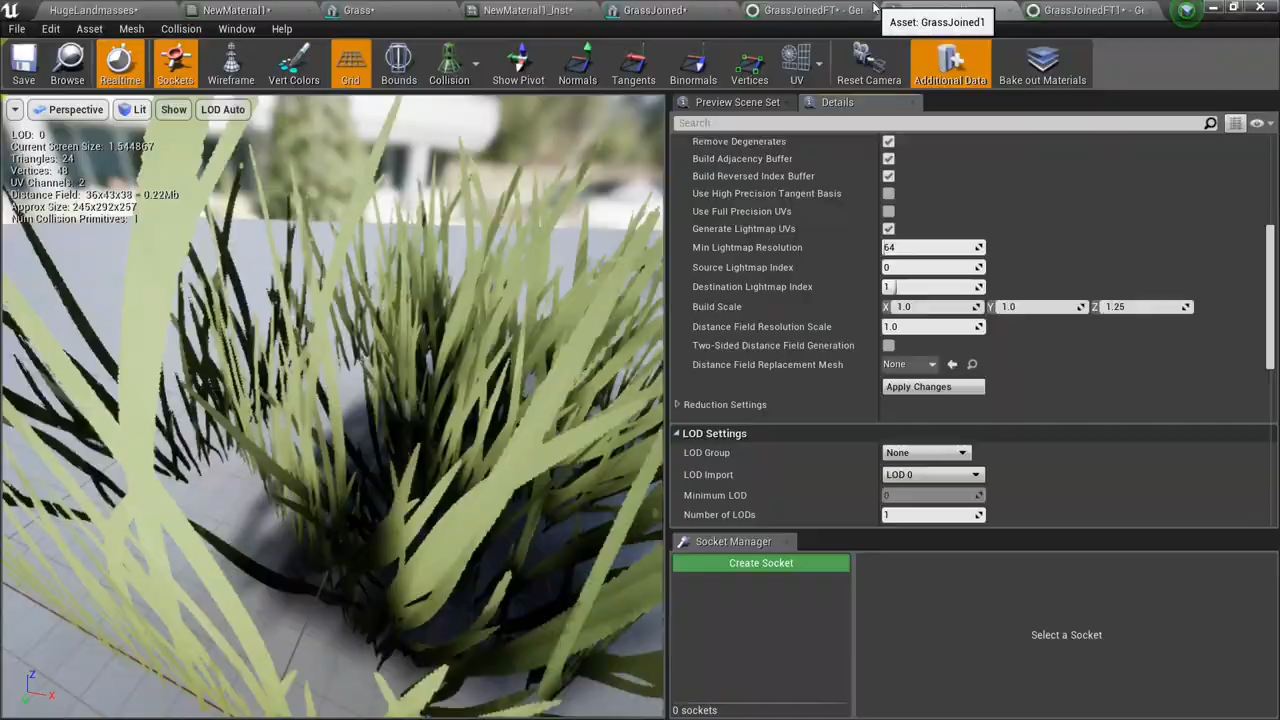 HugeLandmasses*
NewMaterial1*
Grass*
NewMaterial1_Inst*
GrassJoined*
GrassJoinedFT* - Gei
GrassJoinedFT1* - Ge
Asset: GrassJoined1
File Edit Asset Mesh Collision Window Help
Save Browse Realtime Sockets Wireframe Vert Colors Grid Bounds Collision Show Pivot Normals Tangents Binormals Vertices UV Reset Camera Additional Data Bake out Materials
Perspective Lit Show LOD Auto
LOD: 0
Current Screen Size: 1.544867
Triangles: 24
Vertices: 48
UV Channels: 2
Distance Field: 36x43x38 = 0.22Mb
Approx Size: 245x292x257
Num Collision Primitives: 1
Preview Scene Set Details
Search
Remove Degenerates
Build Adjacency Buffer
Build Reversed Index Buffer
Use High Precision Tangent Basis
Use Full Precision UVs
Generate Lightmap UVs
Min Lightmap Resolution 64
Source Lightmap Index 0
Destination Lightmap Index 1
Build Scale X 1.0 Y 1.0 Z 1.25
Distance Field Resolution Scale 1.0
Two-Sided Distance Field Generation
Distance Field Replacement Mesh None
Apply Changes
Reduction Settings
LOD Settings
LOD Group None
LOD Import LOD 0
Minimum LOD 0
Number of LODs 1
Socket Manager
Create Socket
Select a Socket
0 sockets
Z
X